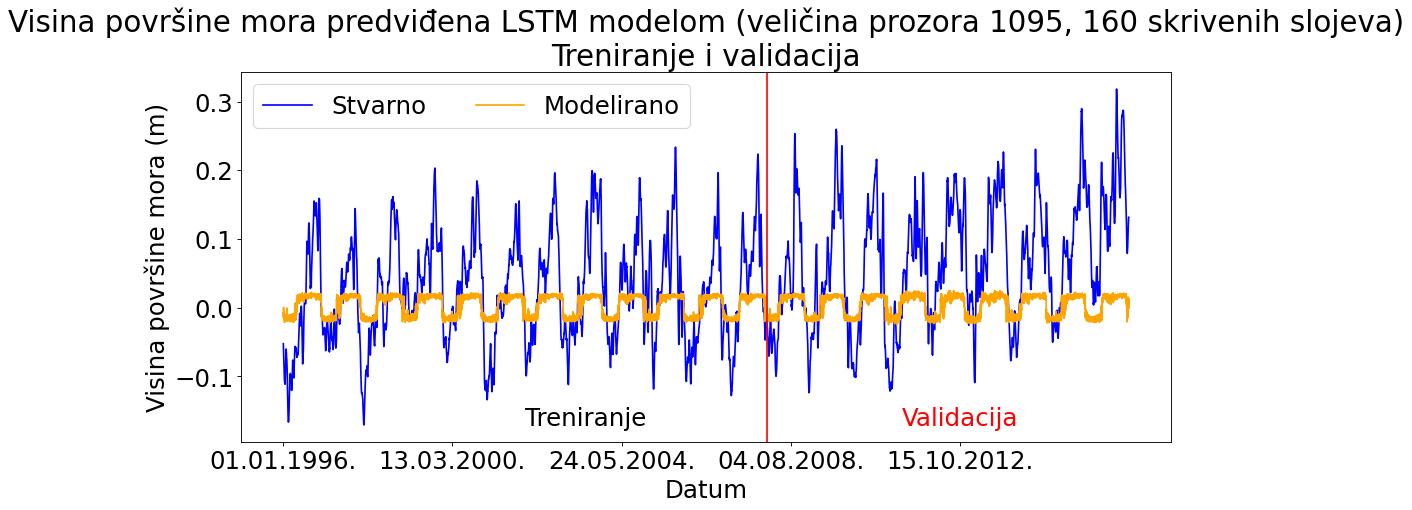 Visina površine mora predviđena LSTM modelom (veličina prozora 1095, 160 skrivenih slojeva)
Treniranje i validacija
Stvarno
Modelirano
Visina površine mora (m)
0.3
0.2
0.1
0.0
−0.1
Treniranje
Validacija
01.01.1996.
13.03.2000.
24.05.2004.
04.08.2008.
15.10.2012.
Datum